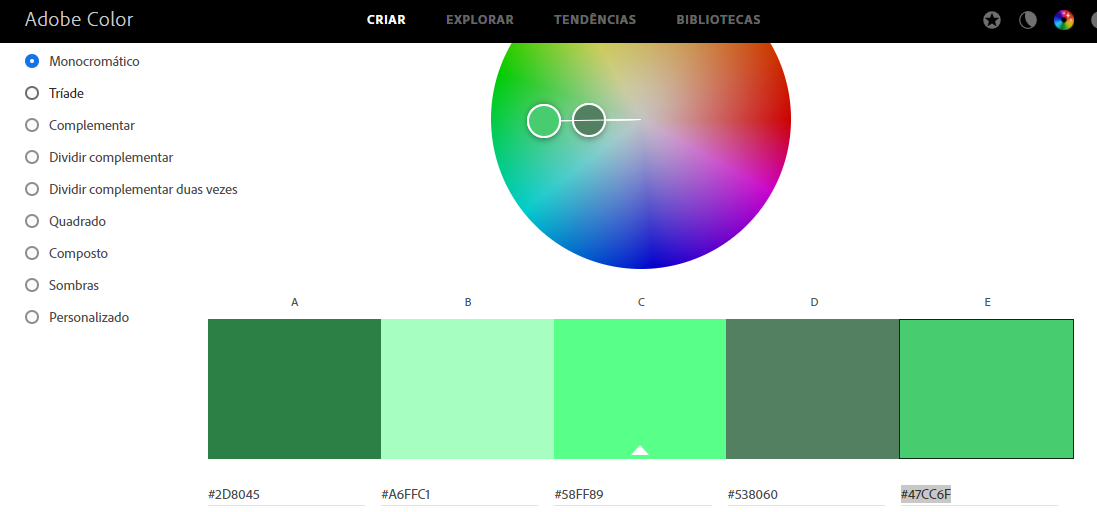 Adobe Color
CRIAR EXPLORAR TENDÊNCIAS BIBLIOTECAS
Monocromático
Tríade
Complementar
Dividir complementar
Dividir complementar duas vezes
Quadrado
Composto
Sombras
Personalizado
A B C D E
#2D8045 #A6FFC1 #58FF89 #538060 #47CC6F